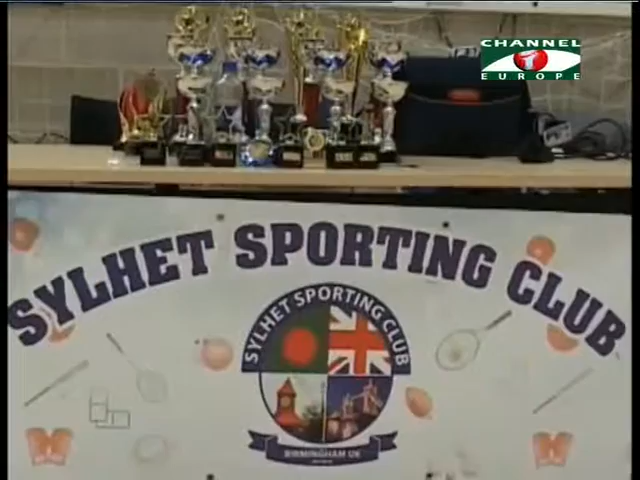 CHANNEL
EUROPE
SYLHET SPORTING CLUB
SYLHET SPORTING CLUB
BIRMINGHAM UK